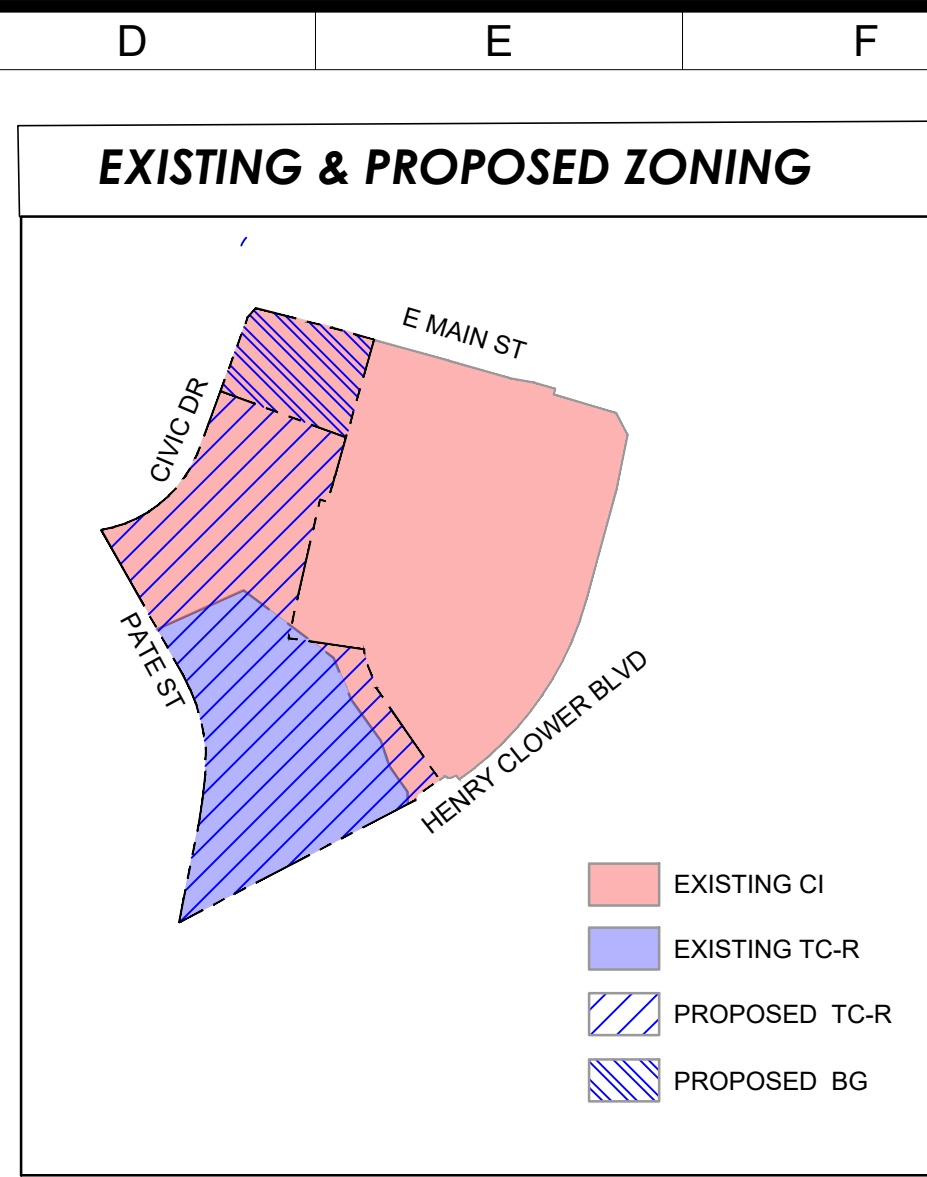 D
E
F
EXISTING & PROPOSED ZONING
E MAIN ST
CIVIC DR
PATE ST
HENRY CLOWER BLVD
EXISTING CI
EXISTING TC-R
PROPOSED TC-R
PROPOSED BG